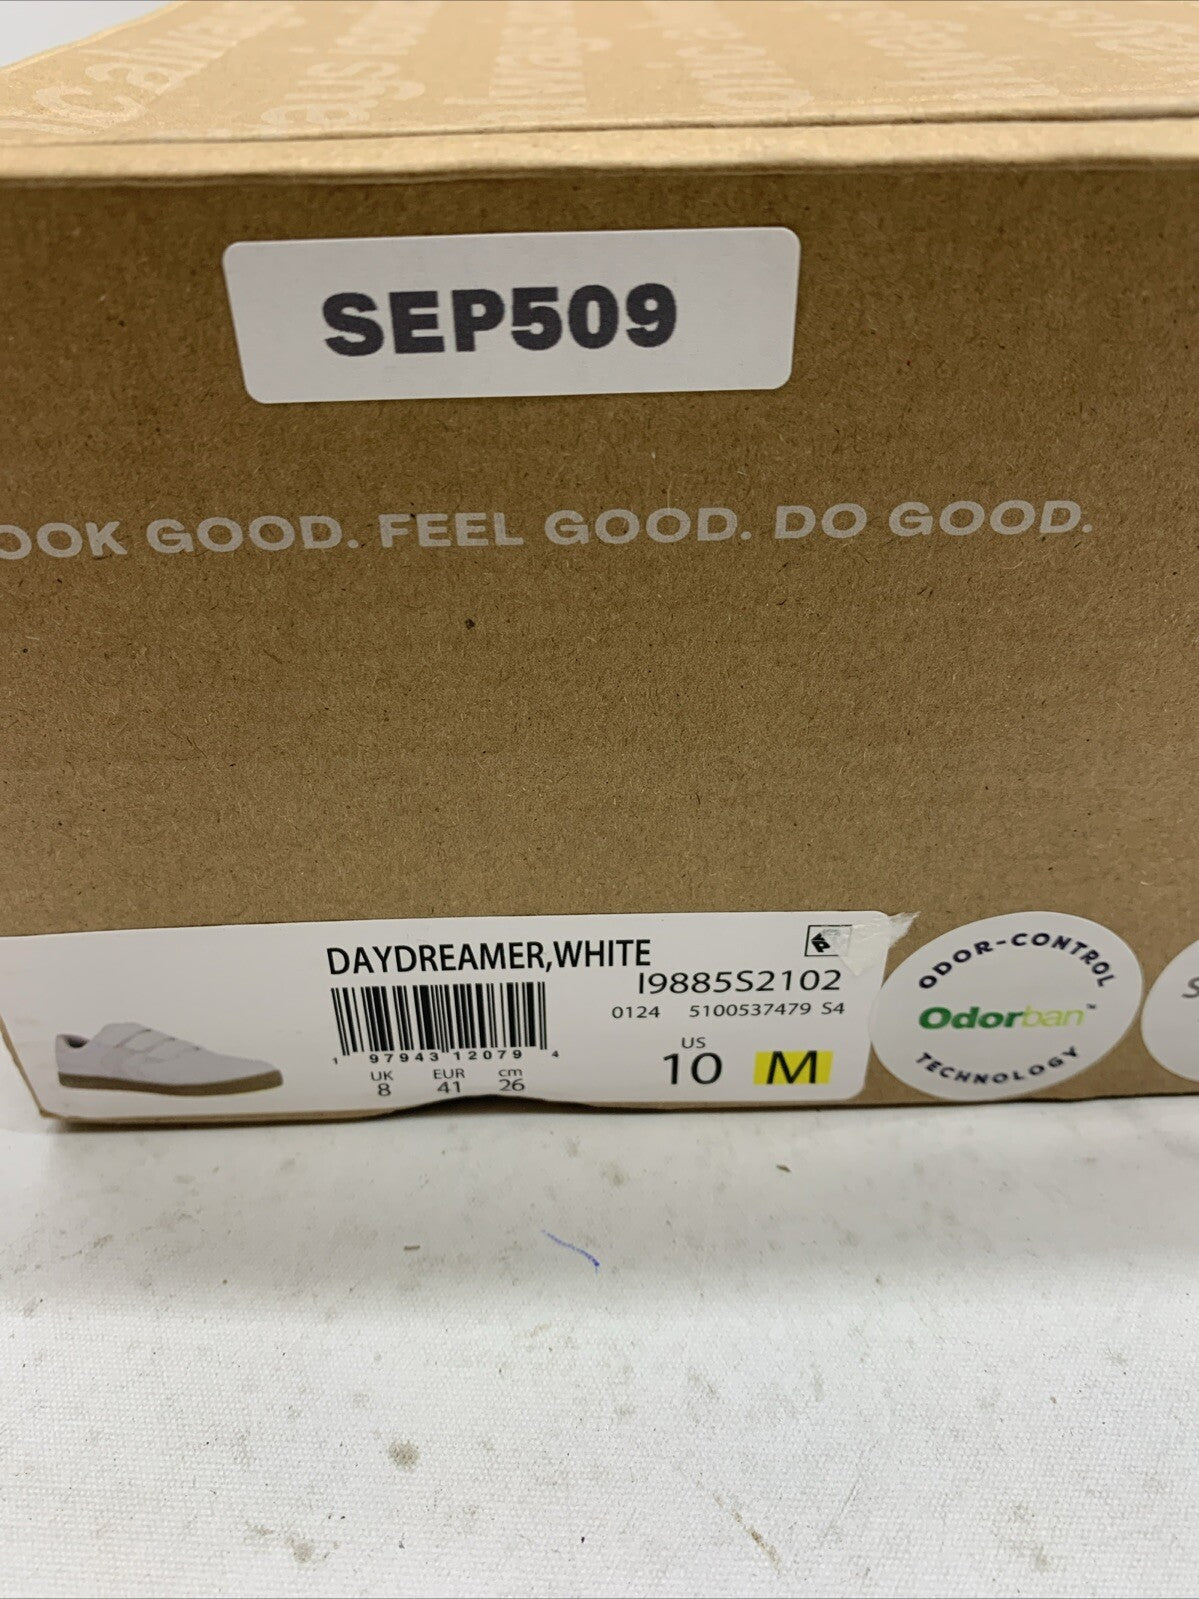 SEP509
OOK GOOD. FEEL GOOD. DO GOOD.
DAYDREAMER,WHITE
I9885S2102
0124 5100537479 S4
1 97943 12079 4
UK EUR cm US
8 41 26 10 M
ODOR-CONTROL
Odorban™
TECHNOLOGY
S